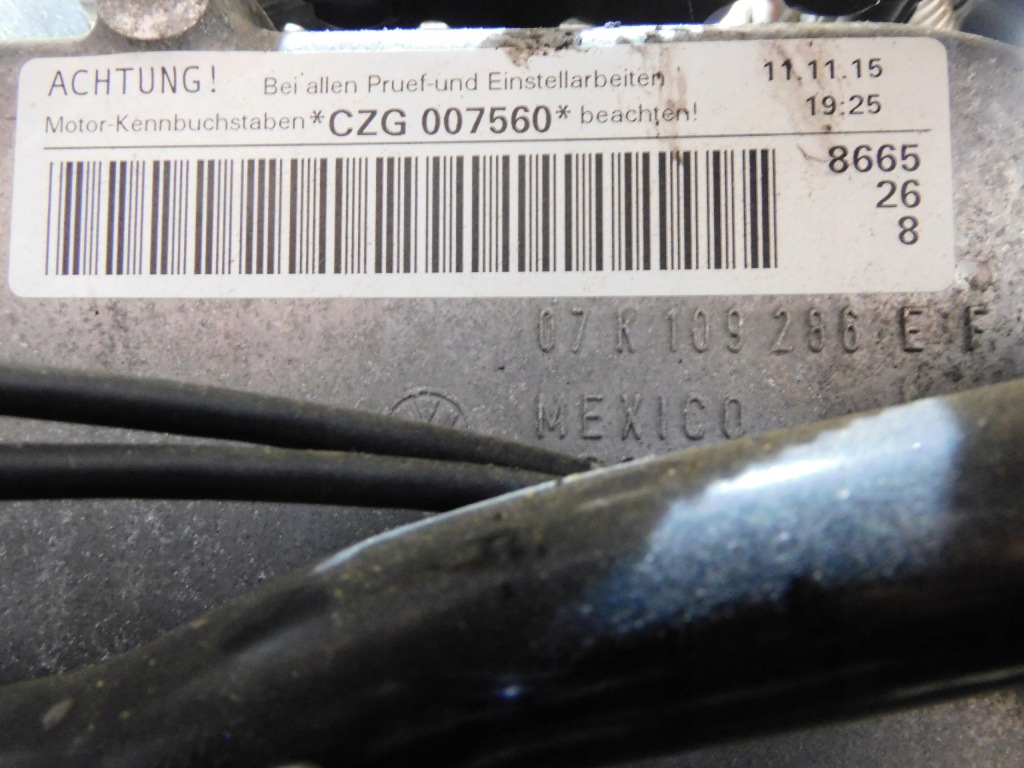 ACHTUNG! Bei allen Pruef-und Einstellarbeiten 11.11.15
Motor-Kennbuchstaben *CZG 007560* beachten! 19:25
8665
26
8
07 K 109 286 E F
MEXICO